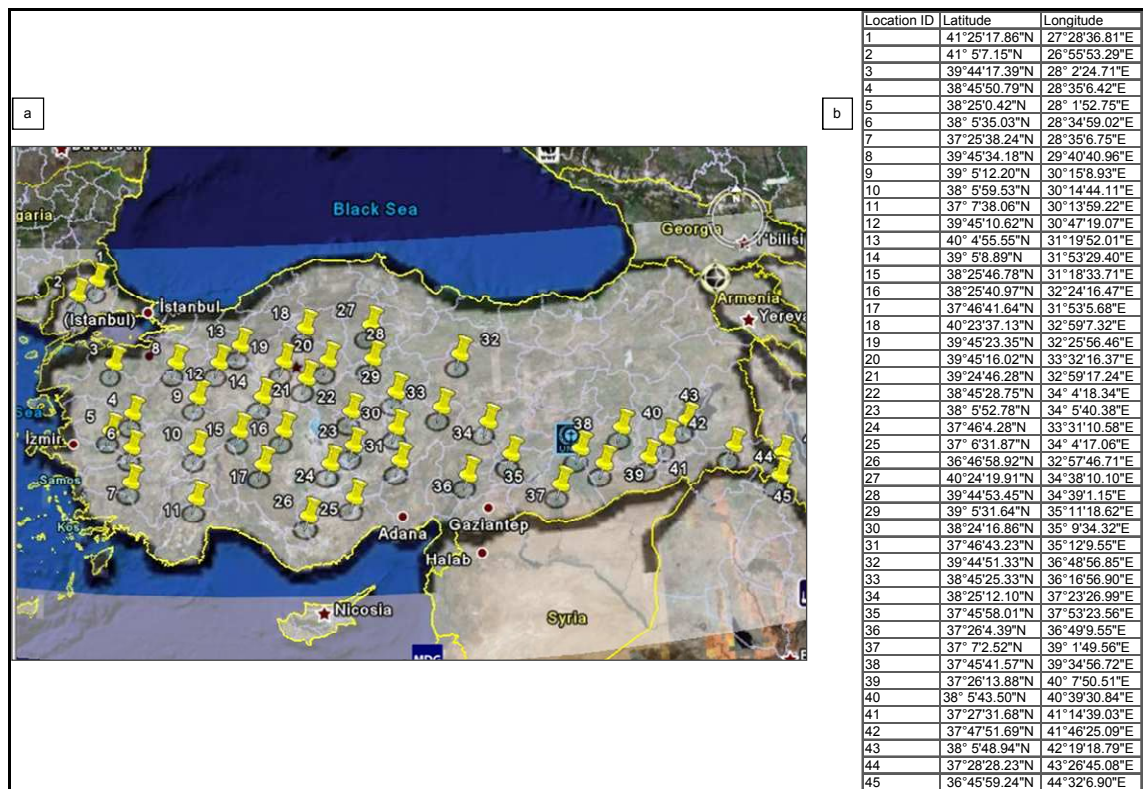 a
b
Black Sea
garia
Georgia
T'bilisi
Armenia
Yereva
İstanbul
(Istanbul)
İzmir
Samos
Kos
Sea
Adana
Gaziantep
Halab
Nicosia
Syria
1
2
3
4
5
6
7
8
9
10
11
12
13
14
15
16
17
18
19
20
21
22
23
24
25
26
27
28
29
30
31
32
33
34
35
36
37
38
39
40
41
42
43
44
45
Location ID Latitude Longitude
1 41°25'17.86"N 27°28'36.81"E
2 41° 5'7.15"N 26°55'53.29"E
3 39°44'17.39"N 28° 2'24.71"E
4 38°45'50.79"N 28°35'6.42"E
5 38°25'0.42"N 28° 1'52.75"E
6 38° 5'35.03"N 28°34'59.02"E
7 37°25'38.24"N 28°35'6.75"E
8 39°45'34.18"N 29°40'40.96"E
9 39° 5'12.20"N 30°15'8.93"E
10 38° 5'59.53"N 30°14'44.11"E
11 37° 7'38.06"N 30°13'59.22"E
12 39°45'10.62"N 30°47'19.07"E
13 40° 4'55.55"N 31°19'52.01"E
14 39° 5'8.89"N 31°53'29.40"E
15 38°25'46.78"N 31°18'33.71"E
16 38°25'40.97"N 32°24'16.47"E
17 37°46'41.64"N 31°53'5.68"E
18 40°23'37.13"N 32°59'7.32"E
19 39°45'23.35"N 32°25'56.46"E
20 39°45'16.02"N 33°32'16.37"E
21 39°24'46.28"N 32°59'17.24"E
22 38°45'28.75"N 34° 4'18.34"E
23 38° 5'52.78"N 34° 5'40.38"E
24 37°46'4.28"N 33°31'10.58"E
25 37° 6'31.87"N 34° 4'17.06"E
26 36°46'58.92"N 32°57'46.71"E
27 40°24'19.91"N 34°38'10.10"E
28 39°44'53.45"N 34°39'1.15"E
29 39° 5'31.64"N 35°11'18.62"E
30 38°24'16.86"N 35° 9'34.32"E
31 37°46'43.23"N 35°12'9.55"E
32 39°44'51.33"N 36°48'56.85"E
33 38°45'25.33"N 36°16'56.90"E
34 38°25'12.10"N 37°23'26.99"E
35 37°45'58.01"N 37°53'23.56"E
36 37°26'4.39"N 36°49'9.55"E
37 37° 7'2.52"N 39° 1'49.56"E
38 37°45'41.57"N 39°34'56.72"E
39 37°26'13.88"N 40° 7'50.51"E
40 38° 5'43.50"N 40°39'30.84"E
41 37°27'31.68"N 41°14'39.03"E
42 37°47'51.69"N 41°46'25.09"E
43 38° 5'48.94"N 42°19'18.79"E
44 37°28'28.23"N 43°26'45.08"E
45 36°45'59.24"N 44°32'6.90"E